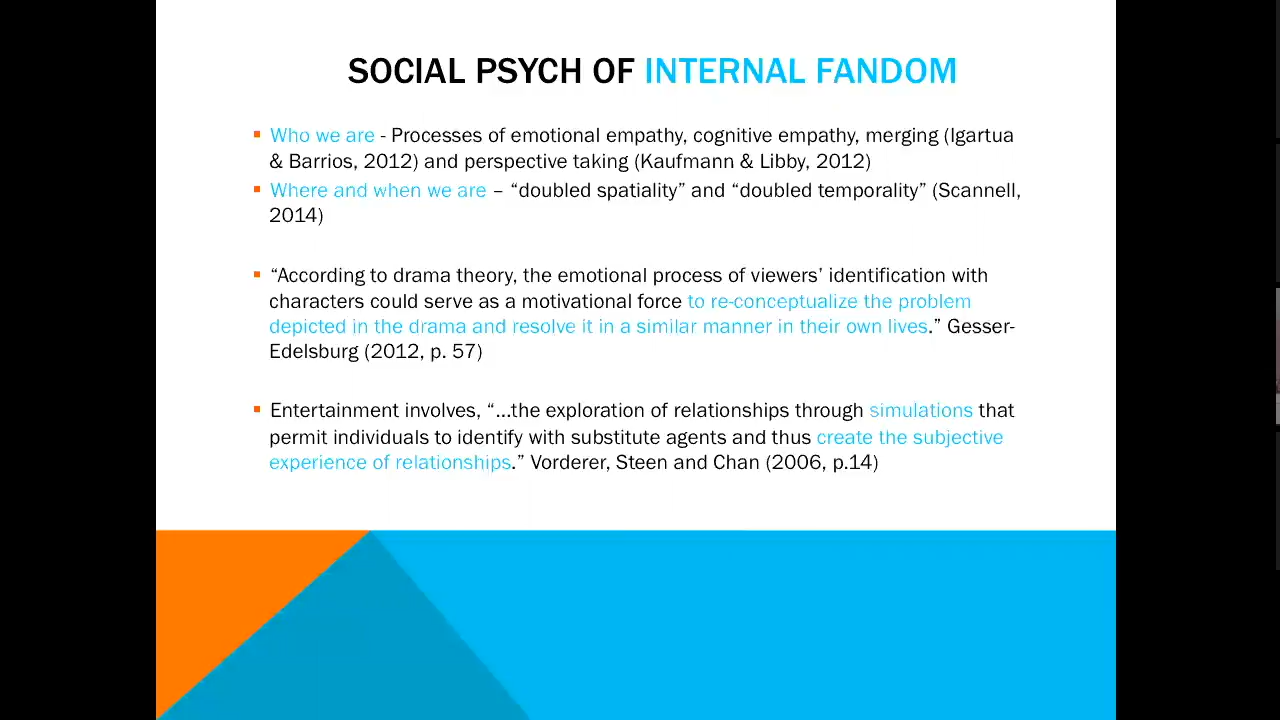 SOCIAL PSYCH OF INTERNAL FANDOM
Who we are - Processes of emotional empathy, cognitive empathy, merging (Igartua
& Barrios, 2012) and perspective taking (Kaufmann & Libby, 2012)
Where and when we are – “doubled spatiality” and “doubled temporality” (Scannell,
2014)
“According to drama theory, the emotional process of viewers’ identification with
characters could serve as a motivational force to re-conceptualize the problem
depicted in the drama and resolve it in a similar manner in their own lives.” Gesser-
Edelsburg (2012, p. 57)
Entertainment involves, “...the exploration of relationships through simulations that
permit individuals to identify with substitute agents and thus create the subjective
experience of relationships.” Vorderer, Steen and Chan (2006, p.14)